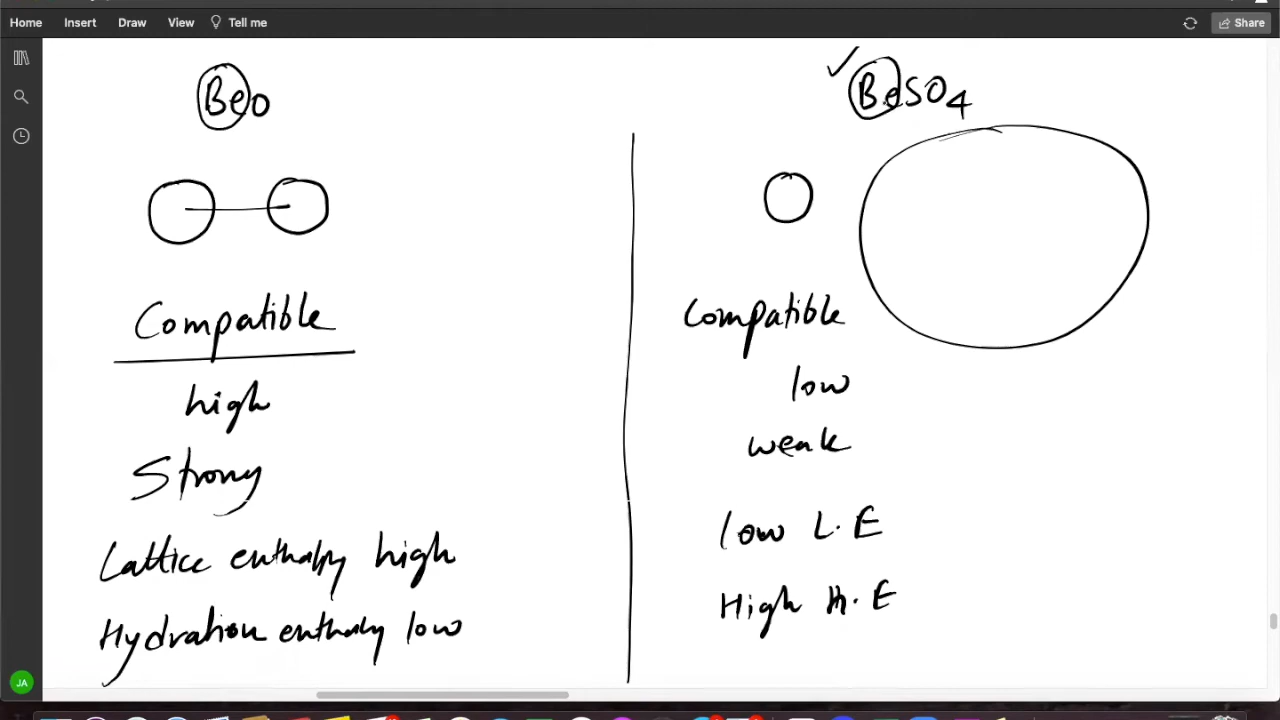 Home Insert Draw View Tell me
Share
BeO
Compatible
high
Strong
Lattice enthalpy high
Hydration enthalpy low
BeSO4
Compatible
low
weak
low L.E
High H.E
JA